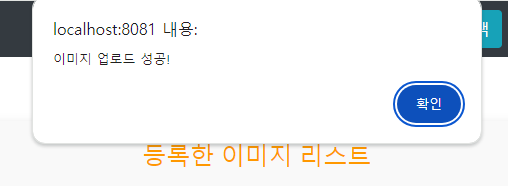 localhost:8081 내용:
이미지 업로드 성공!
확인
등록한 이미지 리스트